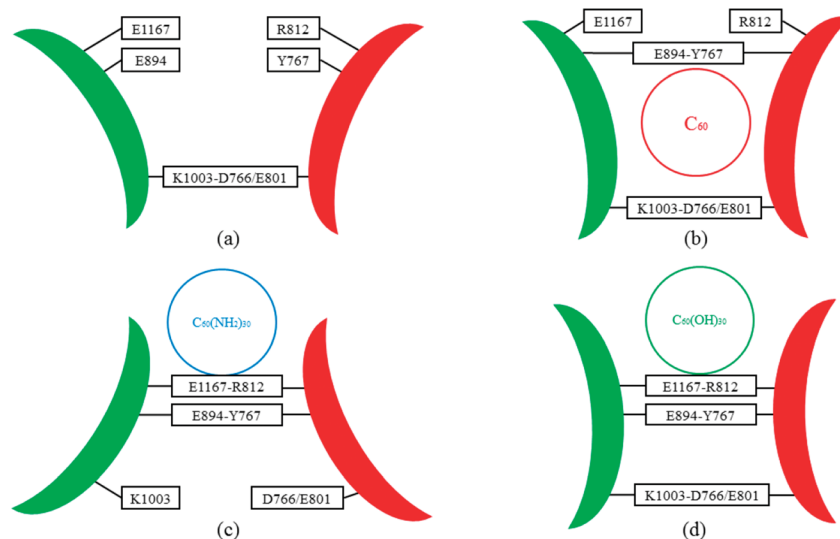 E1167
R812
E894
Y767
K1003-D766/E801
(a)
E1167
R812
E894-Y767
C₆₀
K1003-D766/E801
(b)
C₆₀(NH₂)₃₀
E1167-R812
E894-Y767
K1003
D766/E801
(c)
C₆₀(OH)₃₀
E1167-R812
E894-Y767
K1003-D766/E801
(d)